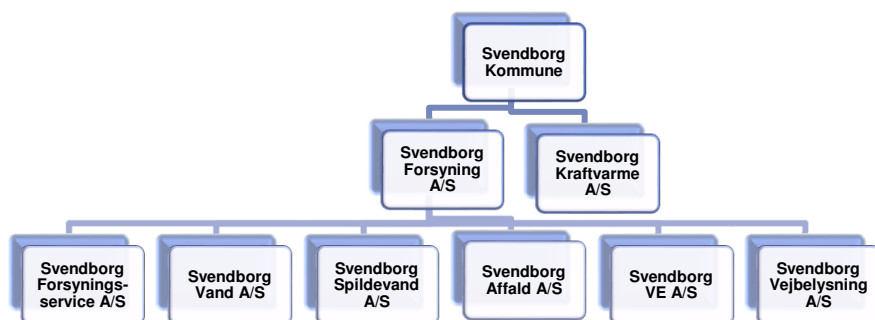 Svendborg
Kommune
Svendborg
Forsyning
A/S
Svendborg
Kraftvarme
A/S
Svendborg
Forsynings-
service A/S
Svendborg
Vand A/S
Svendborg
Spildevand
A/S
Svendborg
Affald A/S
Svendborg
VE A/S
Svendborg
Vejbelysning
A/S